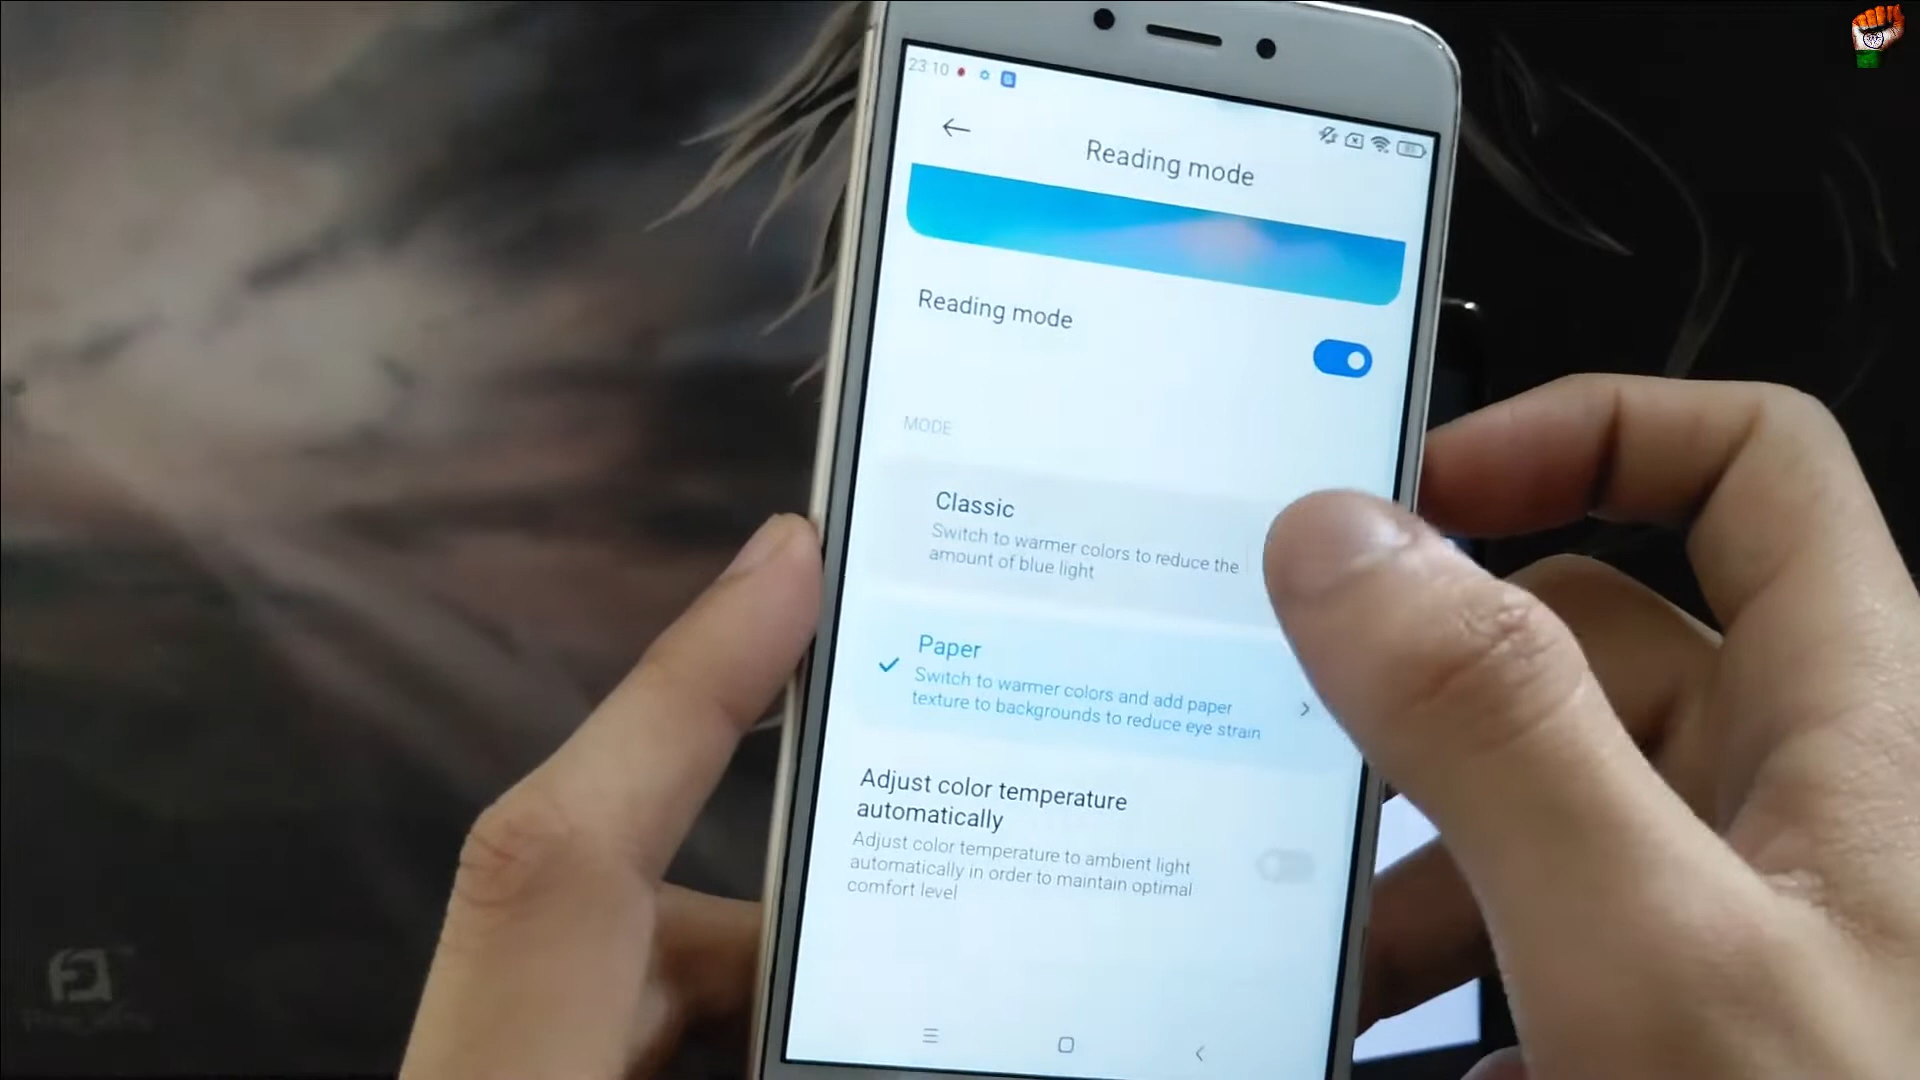 23:10
Reading mode
Reading mode
MODE
Classic
Switch to warmer colors to reduce the
amount of blue light
Paper
Switch to warmer colors and add paper
texture to backgrounds to reduce eye strain
Adjust color temperature
automatically
Adjust color temperature to ambient light
automatically in order to maintain optimal
comfort level